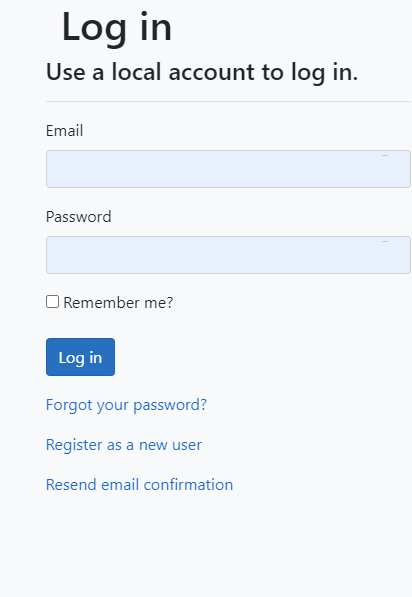 Log in
Use a local account to log in.
Email
Password
Remember me?
Log in
Forgot your password?
Register as a new user
Resend email confirmation